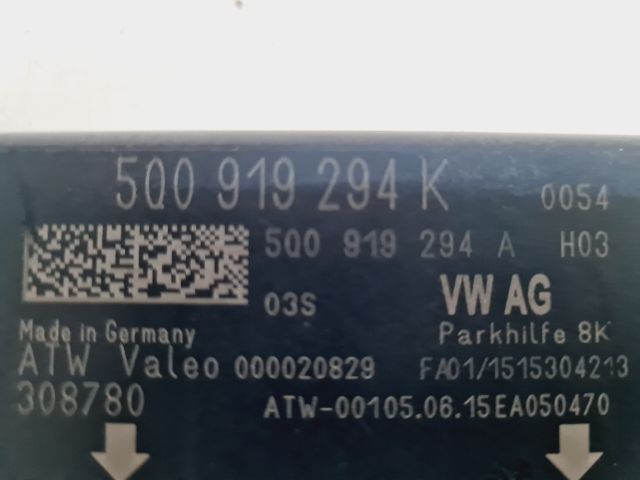 5Q0 919 294 K 0054
5Q0 919 294 A H03
03S VW AG
Made in Germany Parkhilfe 8K
ATW Valeo 000020829 FA01/1515304213
308780 ATW-00105.06.15EA050470